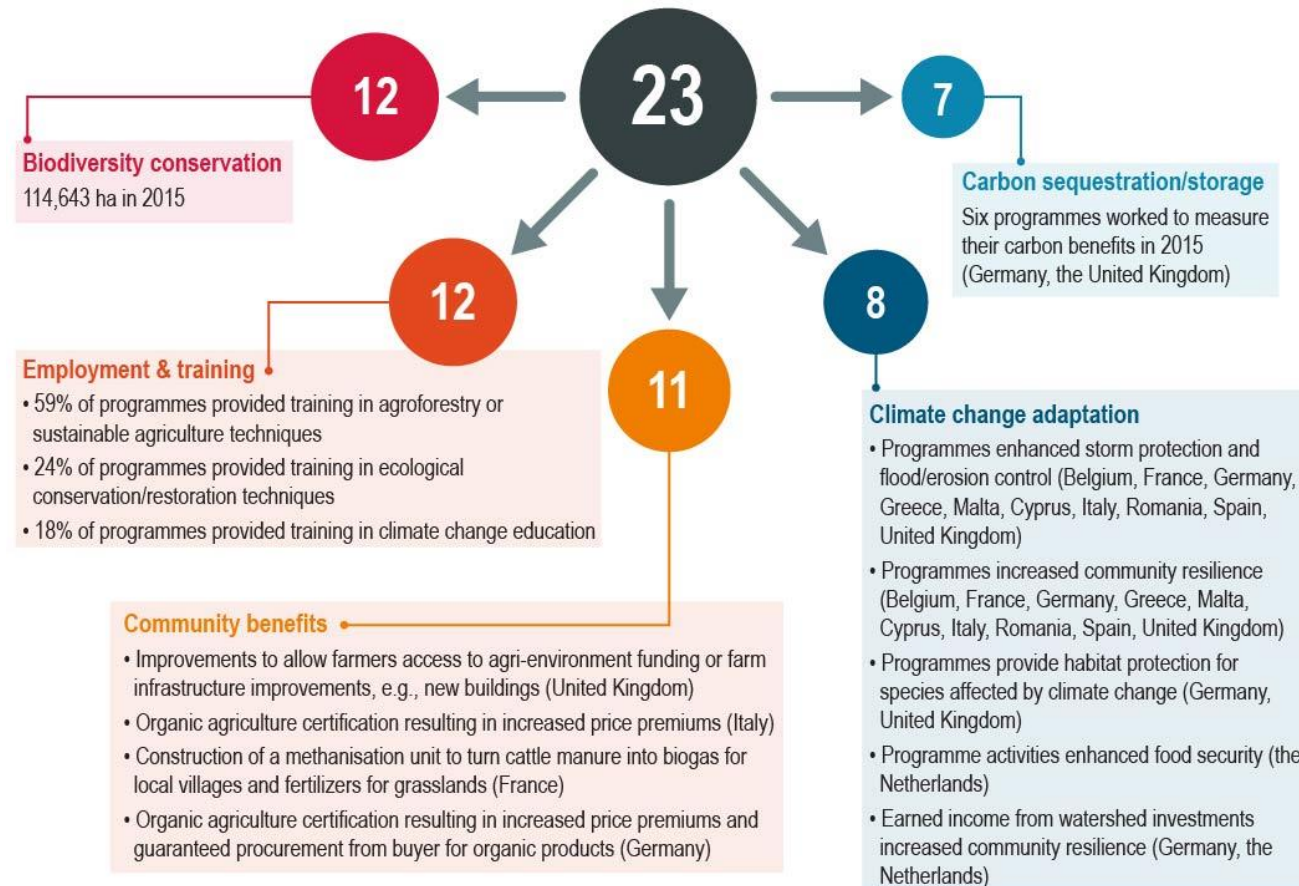 23
12
7
Biodiversity conservation
114,643 ha in 2015
Carbon sequestration/storage
Six programmes worked to measure
their carbon benefits in 2015
(Germany, the United Kingdom)
12
8
11
Employment & training
• 59% of programmes provided training in agroforestry or
sustainable agriculture techniques
• 24% of programmes provided training in ecological
conservation/restoration techniques
• 18% of programmes provided training in climate change education
Climate change adaptation
• Programmes enhanced storm protection and
flood/erosion control (Belgium, France, Germany,
Greece, Malta, Cyprus, Italy, Romania, Spain,
United Kingdom)
• Programmes increased community resilience
(Belgium, France, Germany, Greece, Malta,
Cyprus, Italy, Romania, Spain, United Kingdom)
• Programmes provide habitat protection for
species affected by climate change (Germany,
United Kingdom)
• Programme activities enhanced food security (the
Netherlands)
• Earned income from watershed investments
increased community resilience (Germany, the
Netherlands)
Community benefits
• Improvements to allow farmers access to agri-environment funding or farm
infrastructure improvements, e.g., new buildings (United Kingdom)
• Organic agriculture certification resulting in increased price premiums (Italy)
• Construction of a methanisation unit to turn cattle manure into biogas for
local villages and fertilizers for grasslands (France)
• Organic agriculture certification resulting in increased price premiums and
guaranteed procurement from buyer for organic products (Germany)